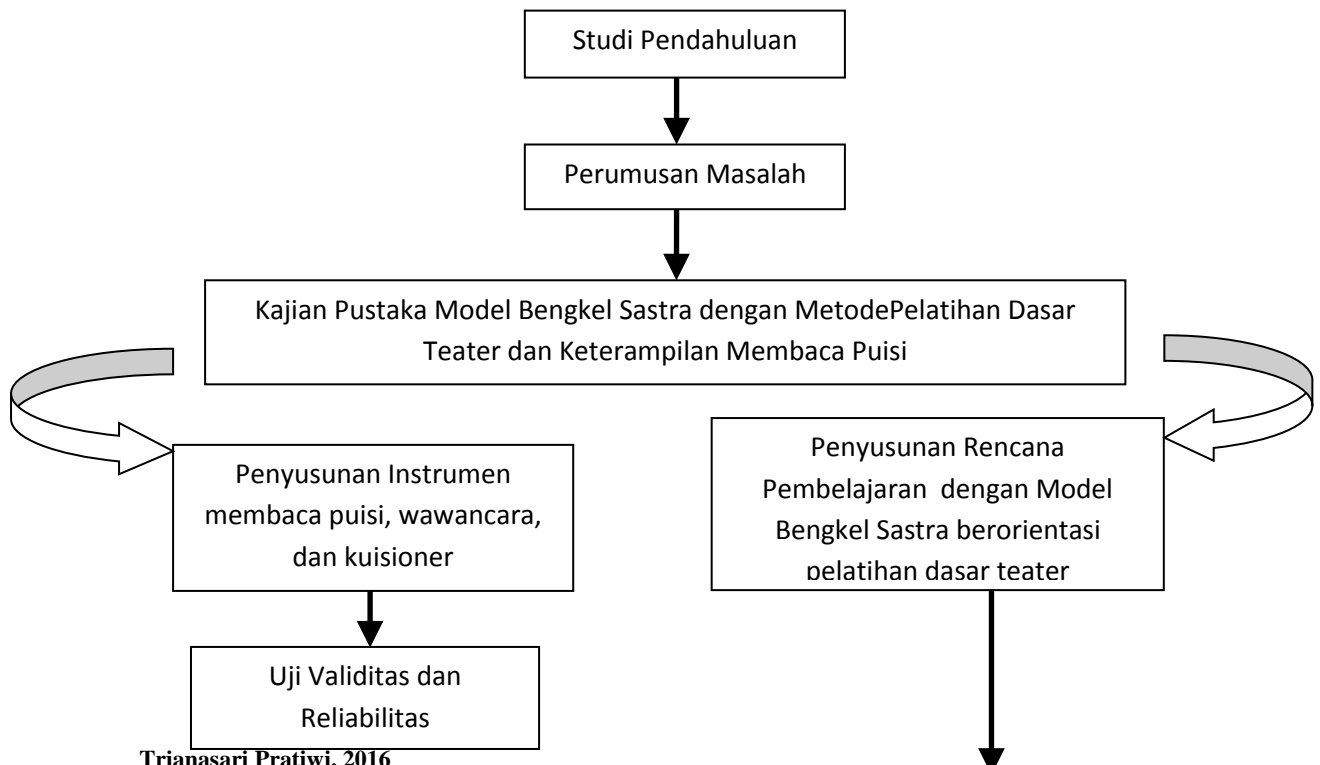 Studi Pendahuluan
Perumusan Masalah
Kajian Pustaka Model Bengkel Sastra dengan MetodePelatihan Dasar
Teater dan Keterampilan Membaca Puisi
Penyusunan Instrumen
membaca puisi, wawancara,
dan kuisioner
Penyusunan Rencana
Pembelajaran dengan Model
Bengkel Sastra berorientasi
pelatihan dasar teater
Uji Validitas dan
Reliabilitas
Trianasari Pratiwi, 2016